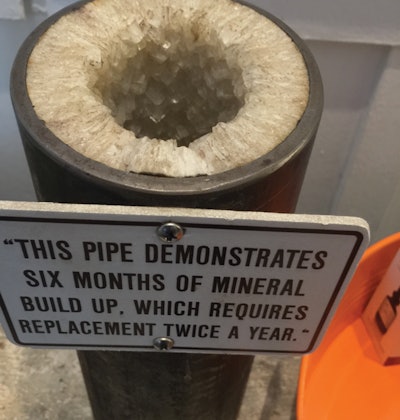 “THIS PIPE DEMONSTRATES
SIX MONTHS OF MINERAL
BUILD UP, WHICH REQUIRES
REPLACEMENT TWICE A YEAR.“